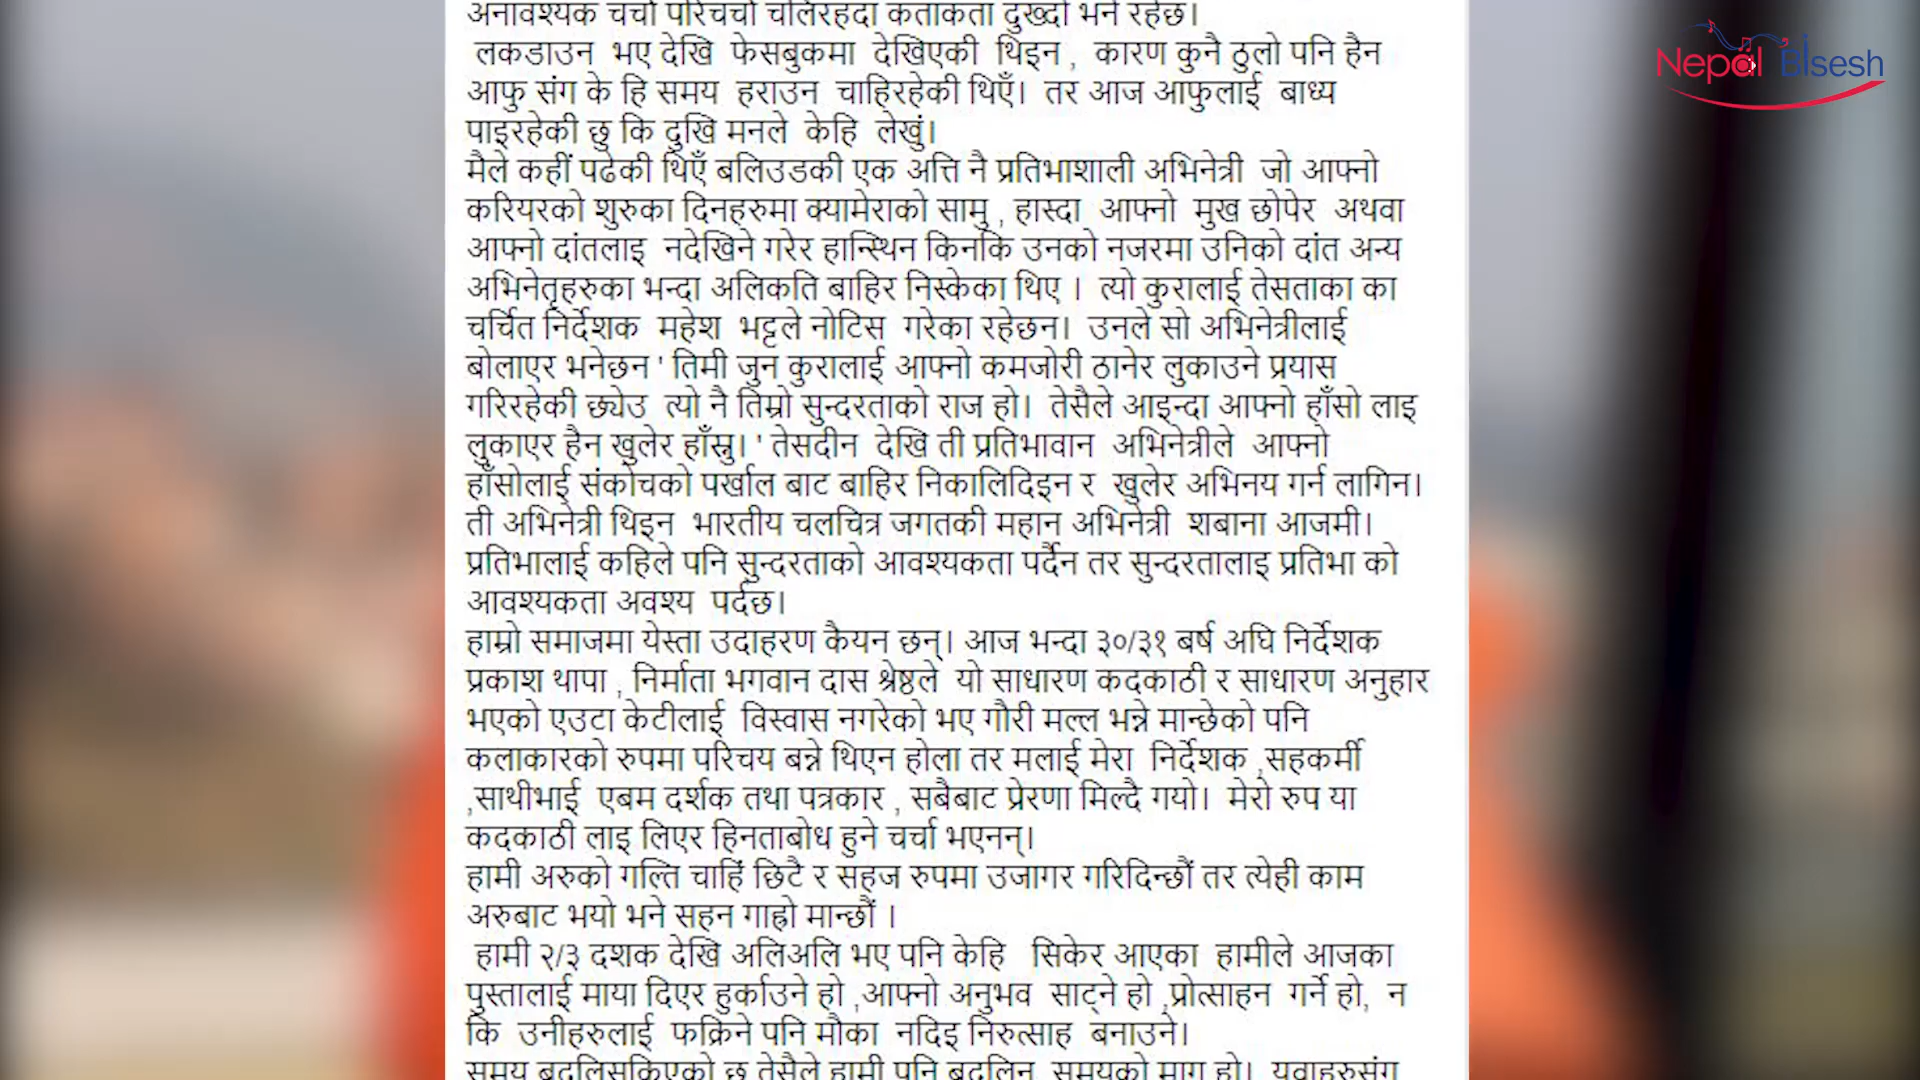 अनावश्यक चर्चा परिचर्चा चलिरहदा कताकता दुख्दो भने रहेछ।
Nepal Bisesh
लकडाउन भए देखि फेसबुकमा देखिएकी थिइन , कारण कुनै ठुलो पनि हैन
आफु संग के हि समय हराउन चाहिरहेकी थिएँ। तर आज आफुलाई बाध्य
पाइरहेकी छु कि दुखि मनले केहि लेखुं।
मैले कहीं पढेकी थिएँ बलिउडकी एक अत्ति नै प्रतिभाशाली अभिनेत्री जो आफ्नो
करियरको शुरुका दिनहरुमा क्यामेराको सामु , हास्दा आफ्नो मुख छोपेर अथवा
आफ्नो दांतलाइ नदेखिने गरेर हान्स्थिन किनकि उनको नजरमा उनिको दांत अन्य
अभिनेतृहरुका भन्दा अलिकति बाहिर निस्केका थिए । त्यो कुरालाई तेसताका का
चर्चित निर्देशक महेश भट्टले नोटिस गरेका रहेछन। उनले सो अभिनेत्रीलाई
बोलाएर भनेछन ' तिमी जुन कुरालाई आफ्नो कमजोरी ठानेर लुकाउने प्रयास
गरिरहेकी छ्येउ त्यो नै तिम्रो सुन्दरताको राज हो। तेसैले आइन्दा आफ्नो हाँसो लाइ
लुकाएर हैन खुलेर हाँस्नु। ' तेसदीन देखि ती प्रतिभावान अभिनेत्रीले आफ्नो
हाँसोलाई संकोचको पर्खाल बाट बाहिर निकालिदिइन र खुलेर अभिनय गर्न लागिन।
ती अभिनेत्री थिइन भारतीय चलचित्र जगतकी महान अभिनेत्री शबाना आजमी।
प्रतिभालाई कहिले पनि सुन्दरताको आवश्यकता पर्दैन तर सुन्दरतालाइ प्रतिभा को
आवश्यकता अवश्य पर्दछ।
हाम्रो समाजमा येस्ता उदाहरण कैयन छन्। आज भन्दा ३०/३१ बर्ष अघि निर्देशक
प्रकाश थापा , निर्माता भगवान दास श्रेष्ठले यो साधारण कदकाठी र साधारण अनुहार
भएको एउटा केटीलाई विस्वास नगरेको भए गौरी मल्ल भन्ने मान्छेको पनि
कलाकारको रुपमा परिचय बन्ने थिएन होला तर मलाई मेरा निर्देशक ,सहकर्मी
,साथीभाई एबम दर्शक तथा पत्रकार , सबैबाट प्रेरणा मिल्दै गयो। मेरो रुप या
कदकाठी लाइ लिएर हिनताबोध हुने चर्चा भएनन्।
हामी अरुको गल्ति चाहिं छिटै र सहज रुपमा उजागर गरिदिन्छौं तर त्येही काम
अरुबाट भयो भने सहन गाह्रो मान्छौं ।
हामी २/३ दशक देखि अलिअलि भए पनि केहि सिकेर आएका हामीले आजका
पुस्तालाई माया दिएर हुर्काउने हो ,आफ्नो अनुभव साट्ने हो ,प्रोत्साहन गर्ने हो, न
कि उनीहरुलाई फक्रिने पनि मौका नदिइ निरुत्साह बनाउने।
समय बदलिसकिएको छ तेसैले हामी पनि बदलिनु समयको माग हो। युवाहरुसंग